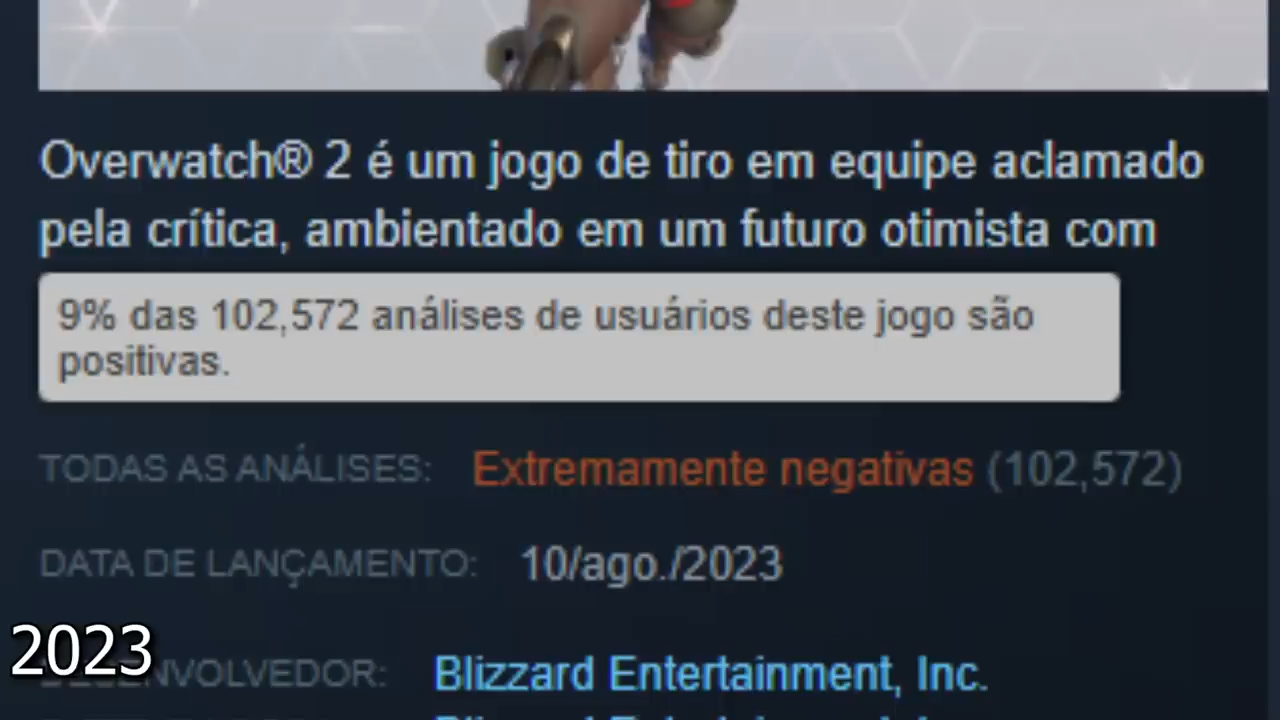 Overwatch® 2 é um jogo de tiro em equipe aclamado
pela crítica, ambientado em um futuro otimista com
9% das 102,572 análises de usuários deste jogo são
positivas.
TODAS AS ANÁLISES: Extremamente negativas (102,572)
DATA DE LANÇAMENTO: 10/ago./2023
2023
NVOLVEDOR: Blizzard Entertainment, Inc.